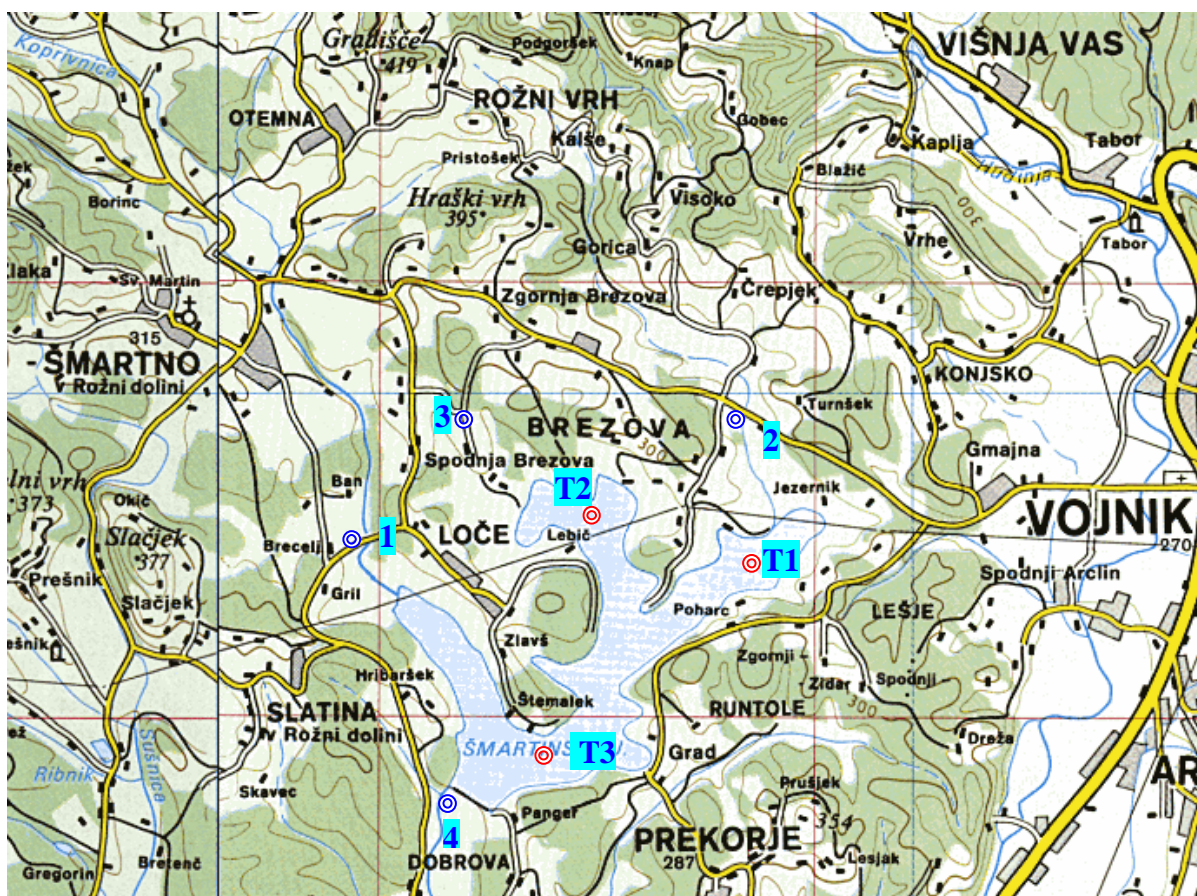 VIŠNJA VAS
Gradišče
419
Podgoršek
Knap
Koprivnica
ROŽNI VRH
OTEMNA
Gobec
Kalše
Kaplja
Tabor
Pristošek
Blažič
Hudinja
Borinc
Hraški vrh
395
Visoko
300
Vrhe
Tabor
Gorica
Sv. Martin
Zgornja Brezova
Črepjek
315
ŠMARTNO
v Rožni dolini
KONJSKO
Turnšek
3
BREZOVA
2
300
Gmajna
Spodnja Brezova
Ban
T2
Jezernik
373
Okič
Slačjek
377
1
LOČE
Lebič
VOJNIK
270
Brecelj
T1
Prešnik
Gril
Spodnji Arclin
Slačjek
Poharc
LEŠJE
Zlavš
Zgornji
Hribaršek
Zidar
Spodnji
Štemalek
300
SLATINA
v Rožni dolini
RUNTOLE
Dreža
Sušnica
T3
Grad
Ribnik
Skavec
Prušjek
4
Panger
354
PREKORJE
287
Lesjak
DOBROVA
Bretenč
Gregorin